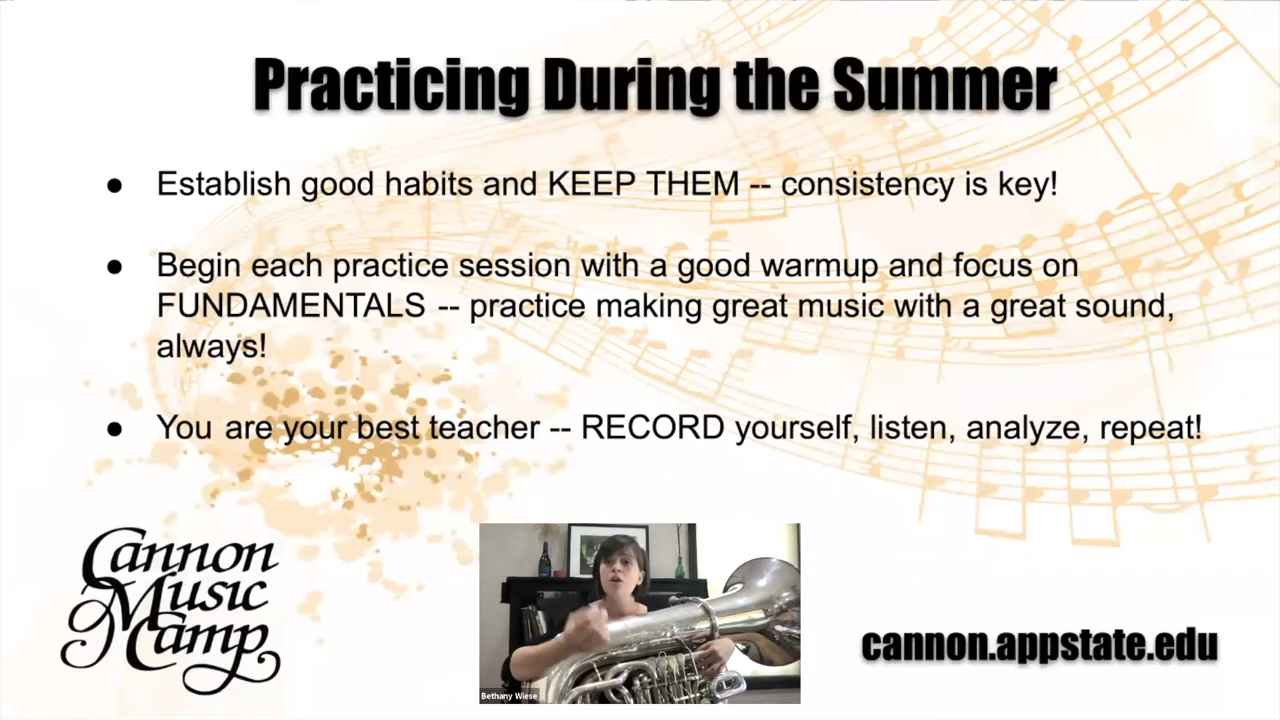 Practicing During the Summer
● Establish good habits and KEEP THEM -- consistency is key!
● Begin each practice session with a good warmup and focus on
FUNDAMENTALS -- practice making great music with a great sound,
always!
● You are your best teacher -- RECORD yourself, listen, analyze, repeat!
Cannon
Music
Camp
Bethany Wiese
cannon.appstate.edu